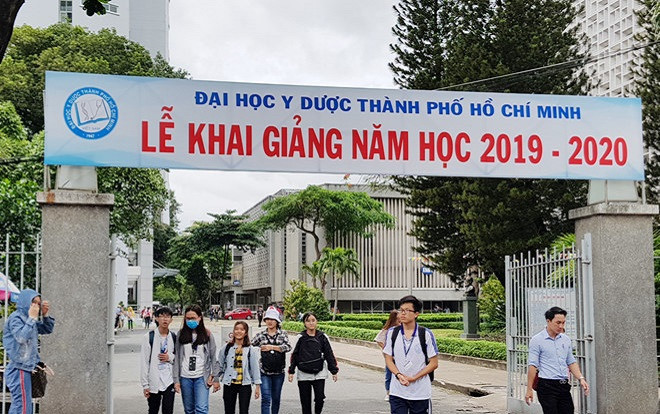 ĐẠI HỌC Y DƯỢC THÀNH PHỐ HỒ CHÍ MINH
LỄ KHAI GIẢNG NĂM HỌC 2019 - 2020